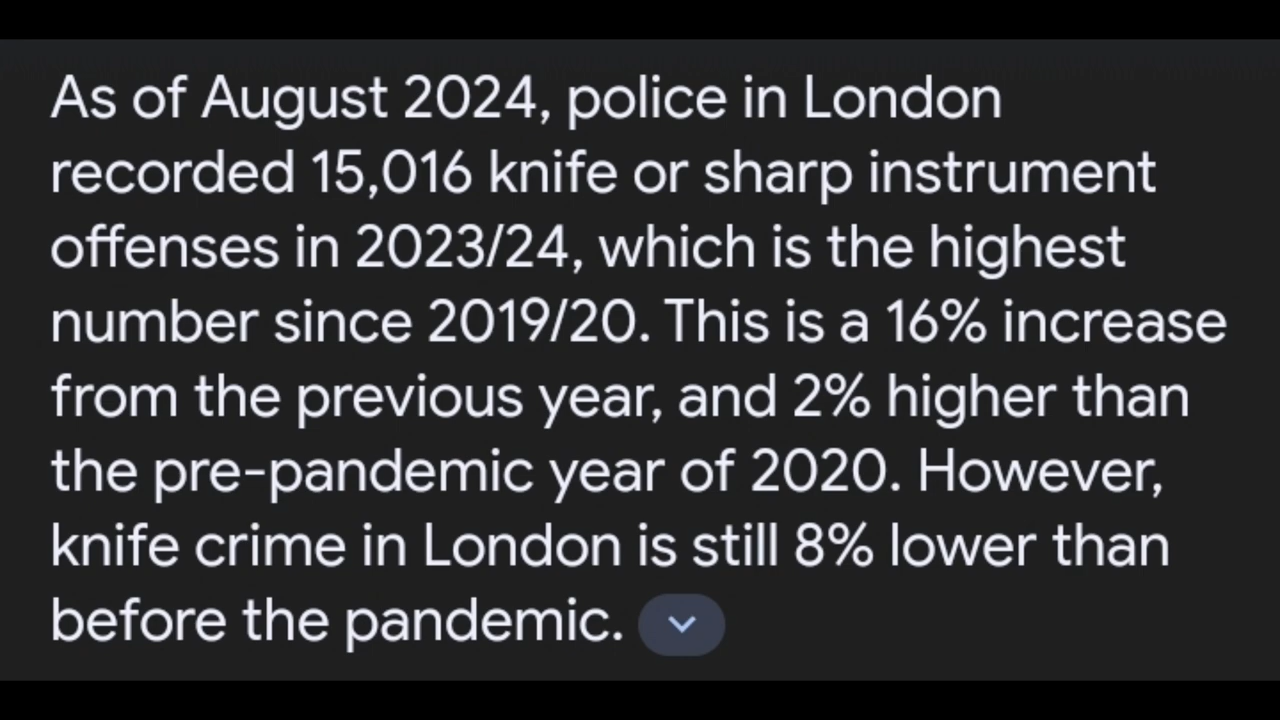 As of August 2024, police in London
recorded 15,016 knife or sharp instrument
offenses in 2023/24, which is the highest
number since 2019/20. This is a 16% increase
from the previous year, and 2% higher than
the pre-pandemic year of 2020. However,
knife crime in London is still 8% lower than
before the pandemic.